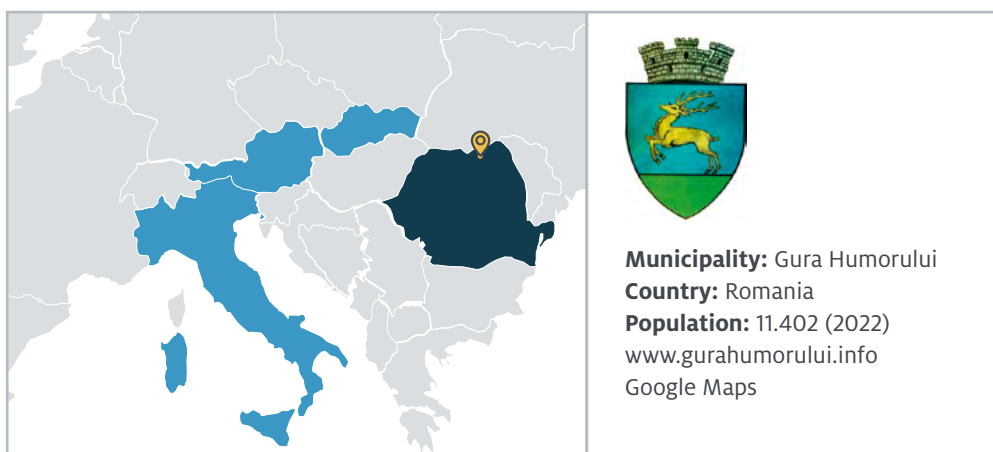 Municipality: Gura Humorului
Country: Romania
Population: 11.402 (2022)
www.gurahumorului.info
Google Maps